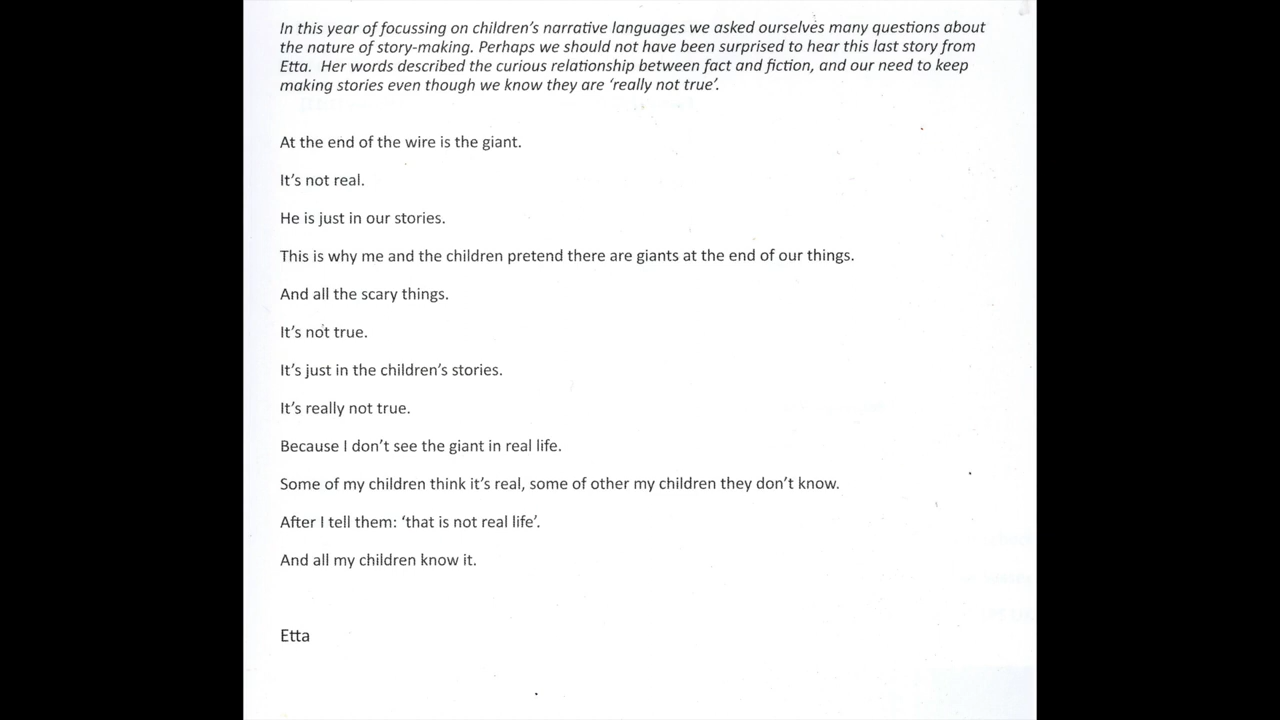 In this year of focussing on children's narrative languages we asked ourselves many questions about
the nature of story-making. Perhaps we should not have been surprised to hear this last story from
Etta.  Her words described the curious relationship between fact and fiction, and our need to keep
making stories even though we know they are ‘really not true’.
At the end of the wire is the giant.
It’s not real.
He is just in our stories.
This is why me and the children pretend there are giants at the end of our things.
And all the scary things.
It’s not true.
It’s just in the children’s stories.
It’s really not true.
Because I don’t see the giant in real life.
Some of my children think it’s real, some of other my children they don’t know.
After I tell them: ‘that is not real life’.
And all my children know it.
Etta